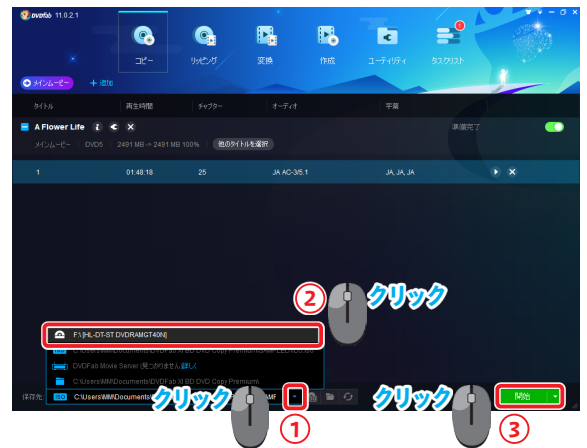 DVDFab 11.0.2.1
コピー
リッピング
変換
作成
ユーティリティ
タスクリスト
メインムービー
+ 追加
タイトル
再生時間
チャプター
オーディオ
字幕
A Flower Life
準備完了
メインムービー
DVD5
2491 MB -> 2491 MB 100%
他のタイトルを選択
1
01:48:18
25
JA AC-3/5.1
JA, JA, JA
② クリック
F:\ [HL-DT-ST DVDRAMGT40N]
ISO
DVDFab Movie Server (見つかりません 詳しく
C:\Users\MM\Documents\DVDFab XI BD DVD Copy Premium\
保存先:
ISO
C:\Users\MM\Documents\DVDFab
クリック
①
クリック
開始
③